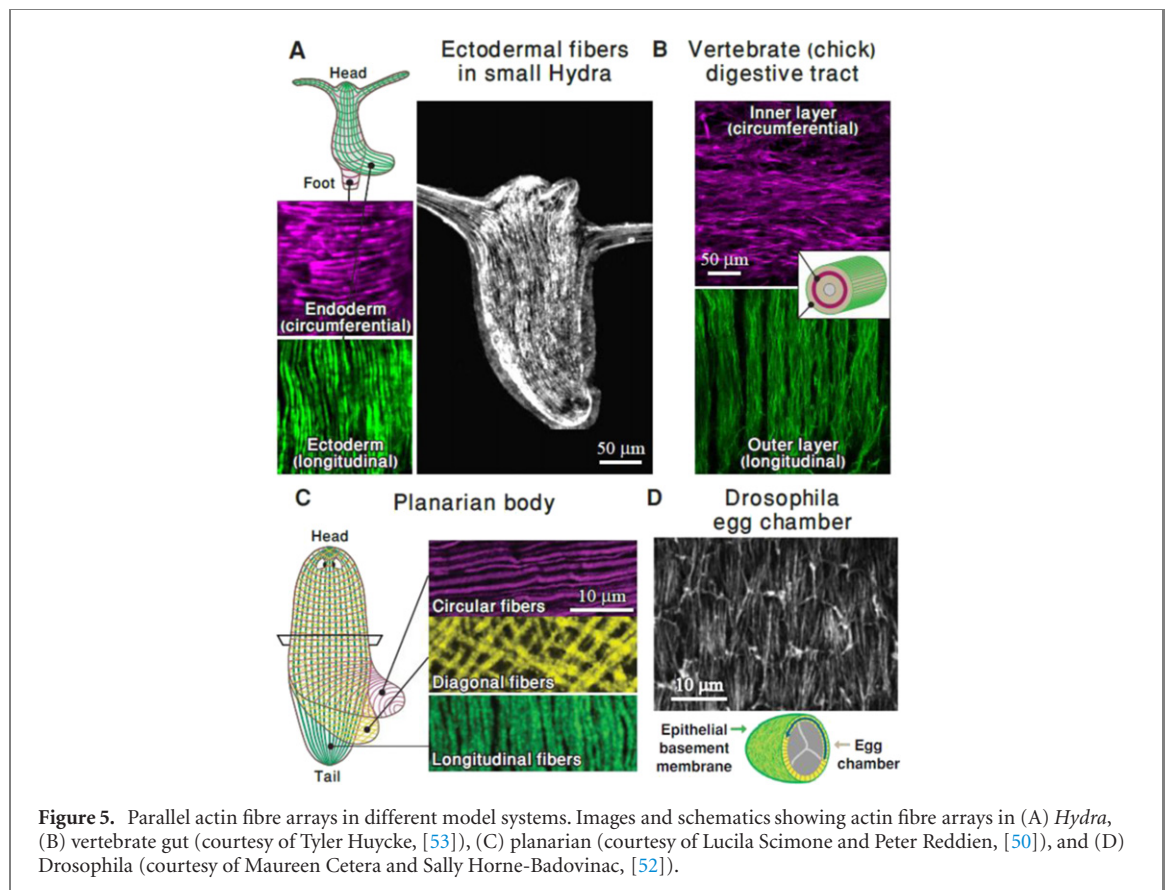 A
Ectodermal fibers
in small Hydra
Head
Foot
Endoderm
(circumferential)
Ectoderm
(longitudinal)
50 μm
B
Vertebrate (chick)
digestive tract
Inner layer
(circumferential)
50 μm
Outer layer
(longitudinal)
C
Planarian body
Head
Tail
Circular fibers
10 μm
Diagonal fibers
Longitudinal fibers
D
Drosophila
egg chamber
10 μm
Epithelial
basement
membrane
Egg
chamber
Figure 5. Parallel actin fibre arrays in different model systems. Images and schematics showing actin fibre arrays in (A) Hydra,
(B) vertebrate gut (courtesy of Tyler Huycke, [53]), (C) planarian (courtesy of Lucila Scimone and Peter Reddien, [50]), and (D)
Drosophila (courtesy of Maureen Cetera and Sally Horne-Badovinac, [52]).